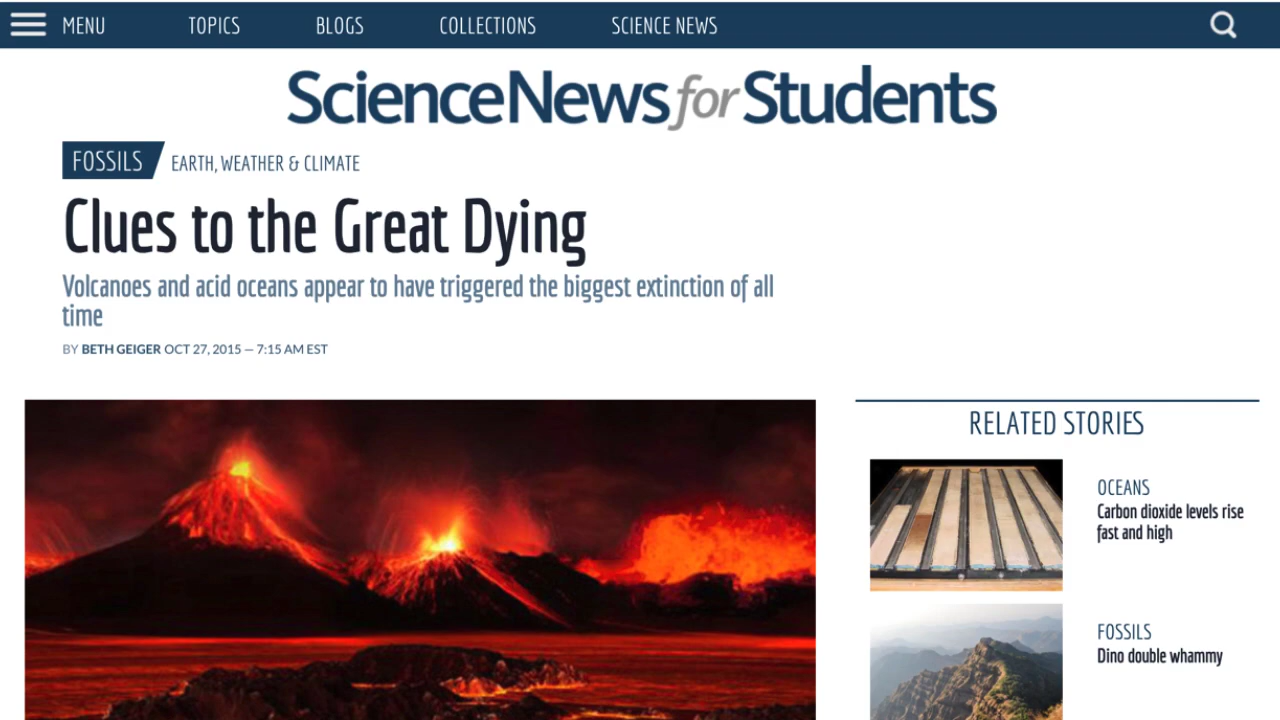 MENU TOPICS BLOGS COLLECTIONS SCIENCE NEWS
ScienceNews for Students
FOSSILS EARTH, WEATHER & CLIMATE
Clues to the Great Dying
Volcanoes and acid oceans appear to have triggered the biggest extinction of all
time
BY BETH GEIGER OCT 27, 2015 — 7:15 AM EST
RELATED STORIES
OCEANS
Carbon dioxide levels rise
fast and high
FOSSILS
Dino double whammy